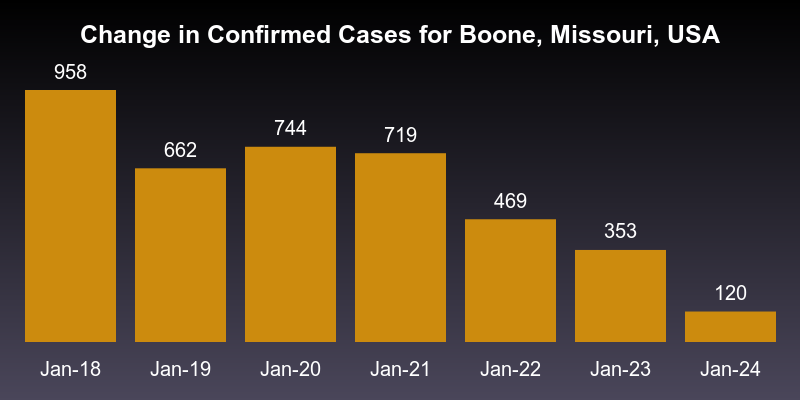 Change in Confirmed Cases for Boone, Missouri, USA
958
662
744
719
469
353
120
Jan-18
Jan-19
Jan-20
Jan-21
Jan-22
Jan-23
Jan-24